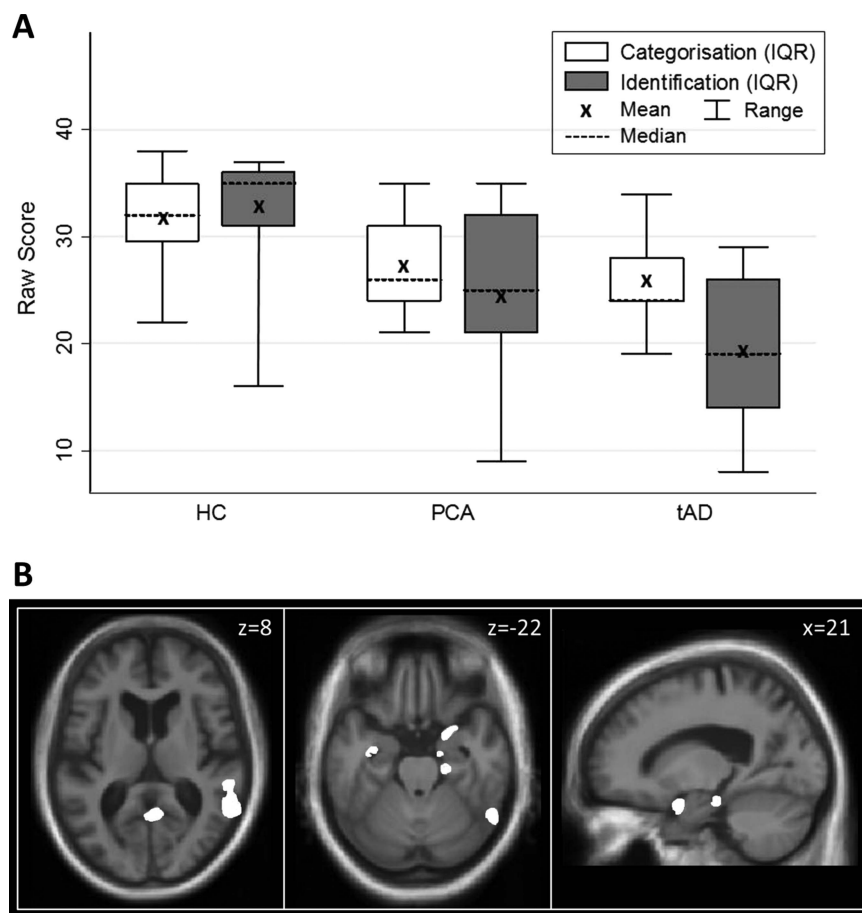 A
Categorisation (IQR)
Identification (IQR)
x Mean Range
Median
Raw Score
40
30
20
10
x x x x x x
HC PCA tAD
B
z=8 z=-22 x=21